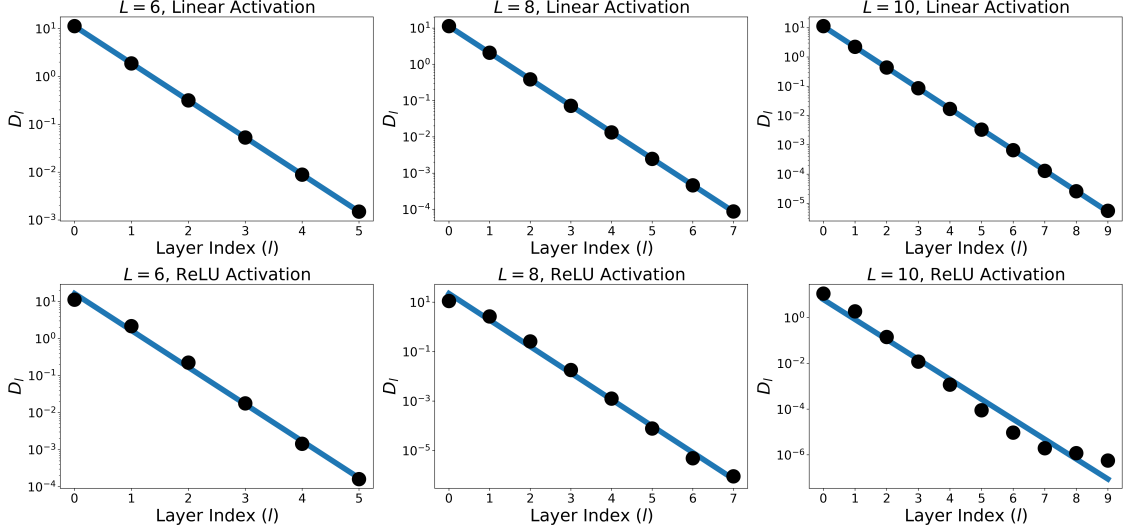 L = 6, Linear Activation
D_l
10^1
10^0
10^-1
10^-2
10^-3
0 1 2 3 4 5
Layer Index (l)
L = 8, Linear Activation
D_l
10^1
10^0
10^-1
10^-2
10^-3
10^-4
0 1 2 3 4 5 6 7
Layer Index (l)
L = 10, Linear Activation
D_l
10^1
10^0
10^-1
10^-2
10^-3
10^-4
10^-5
0 1 2 3 4 5 6 7 8 9
Layer Index (l)
L = 6, ReLU Activation
D_l
10^1
10^0
10^-1
10^-2
10^-3
10^-4
0 1 2 3 4 5
Layer Index (l)
L = 8, ReLU Activation
D_l
10^1
10^-1
10^-3
10^-5
0 1 2 3 4 5 6 7
Layer Index (l)
L = 10, ReLU Activation
D_l
10^0
10^-2
10^-4
10^-6
0 1 2 3 4 5 6 7 8 9
Layer Index (l)